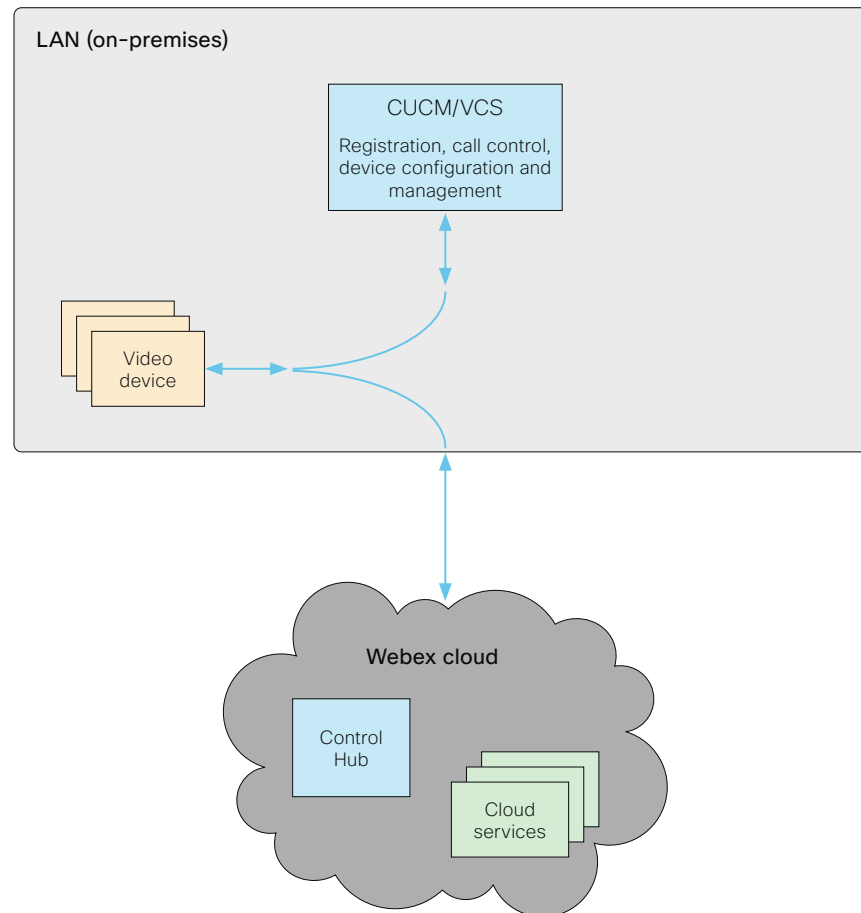 LAN (on-premises)
CUCM/VCS
Registration, call control,
device configuration and
management
Video
device
Webex cloud
Control
Hub
Cloud
services